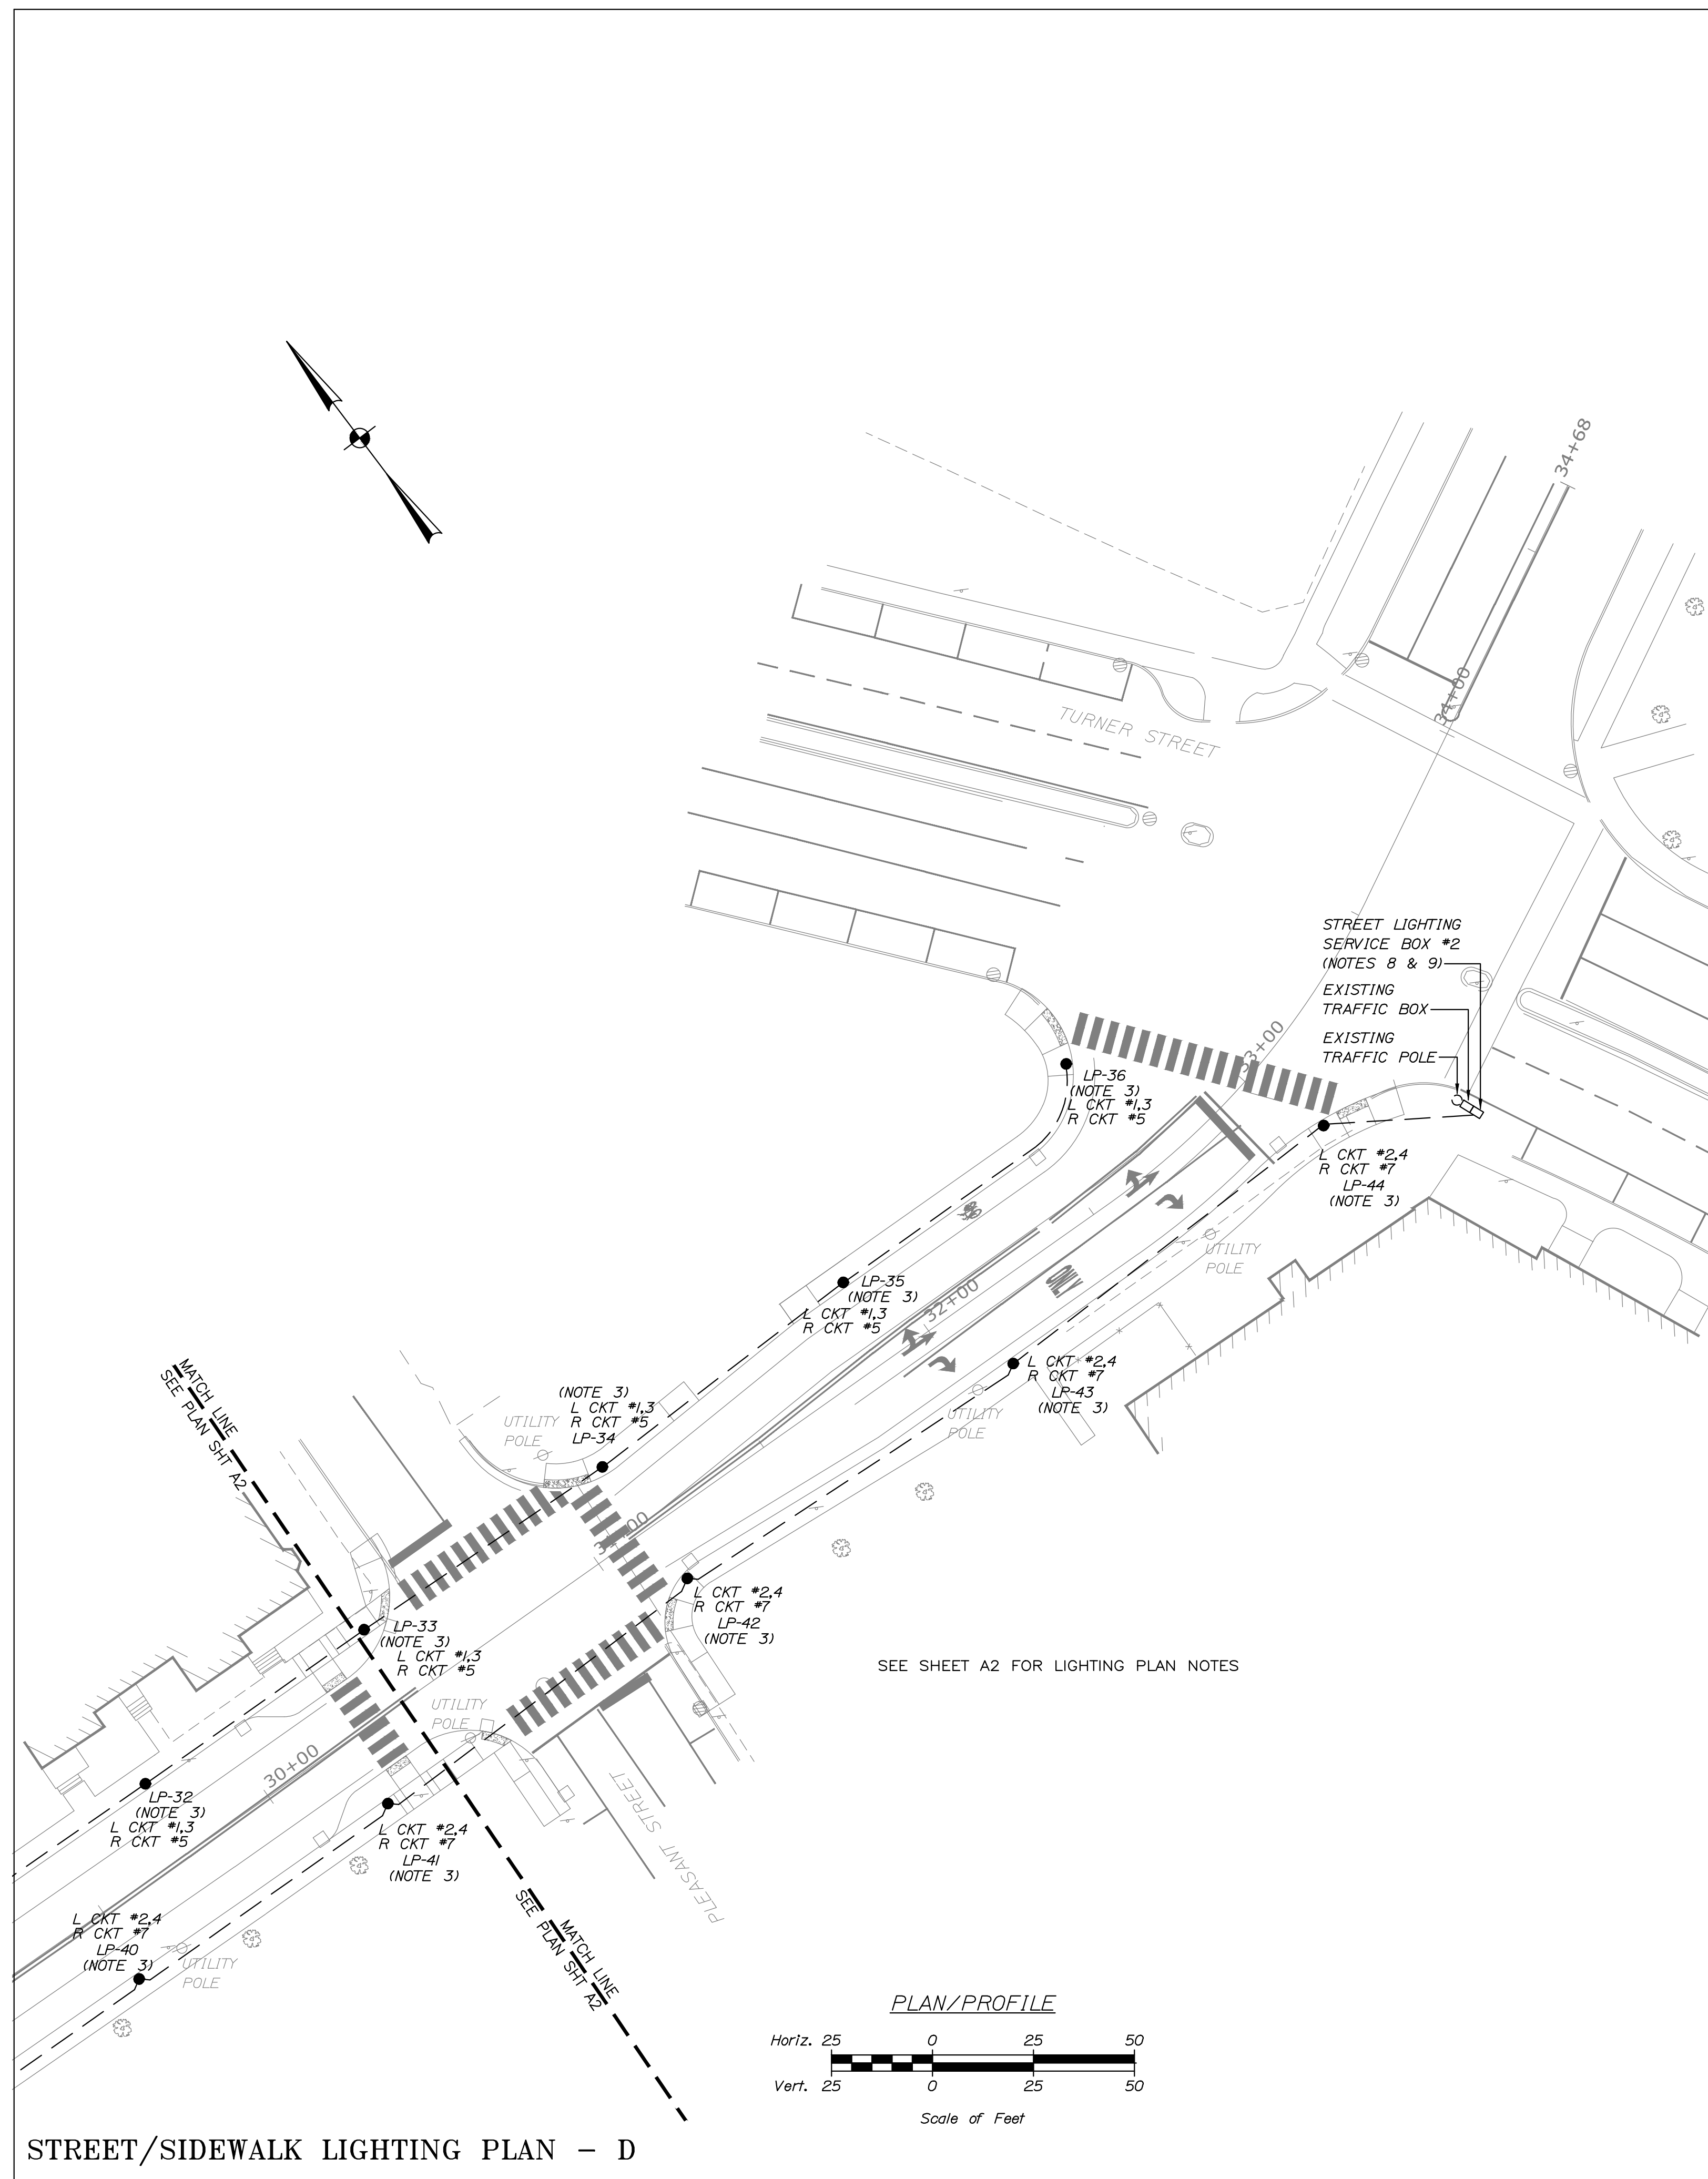 34+68
34+00
TURNER STREET
STREET LIGHTING
SERVICE BOX #2
(NOTES 8 & 9)
EXISTING
TRAFFIC BOX
EXISTING
TRAFFIC POLE
33+00
LP-36
(NOTE 3)
L CKT #1,3
R CKT #5
L CKT #2,4
R CKT #7
LP-44
(NOTE 3)
UTILITY
POLE
ONLY
LP-35
(NOTE 3)
L CKT #1,3
R CKT #5
32+00
L CKT #2,4
R CKT #7
LP-43
(NOTE 3)
UTILITY
POLE
MATCH LINE
SEE PLAN SHT A2
(NOTE 3)
L CKT #1,3
R CKT #5
LP-34
UTILITY
POLE
L CKT #2,4
R CKT #7
LP-42
(NOTE 3)
LP-33
(NOTE 3)
L CKT #1,3
R CKT #5
SEE SHEET A2 FOR LIGHTING PLAN NOTES
UTILITY
POLE
30+00
LP-32
(NOTE 3)
L CKT #1,3
R CKT #5
L CKT #2,4
R CKT #7
LP-41
(NOTE 3)
PLEASANT STREET
L CKT #2,4
R CKT #7
LP-40
(NOTE 3)
UTILITY
POLE
MATCH LINE
SEE PLAN SHT A2
PLAN/PROFILE
Horiz. 25 0 25 50
Vert. 25 0 25 50
Scale of Feet
STREET/SIDEWALK LIGHTING PLAN - D